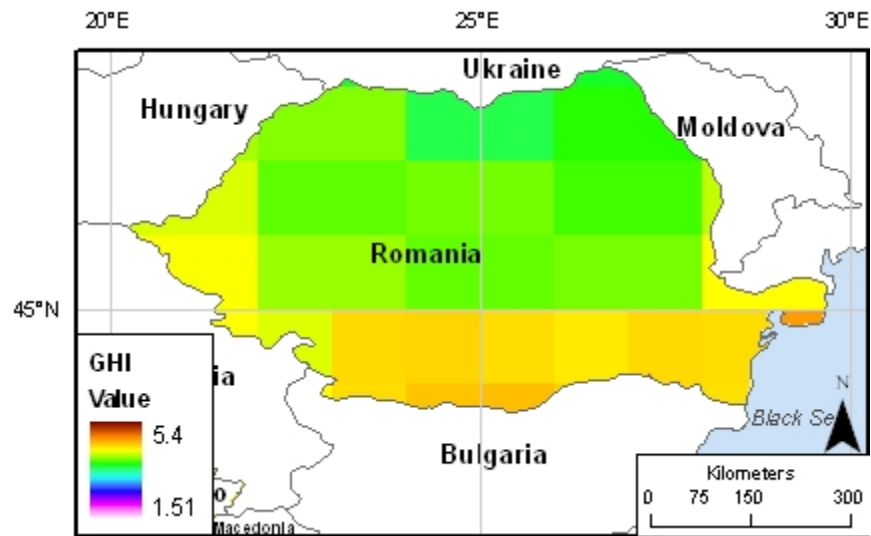 20°E 25°E 30°E
Ukraine
Hungary
Moldova
Romania
45°N
GHI
Value
5.4
1.51
ia
o
Macedonia
Bulgaria
Black Se
N
Kilometers
0 75 150 300